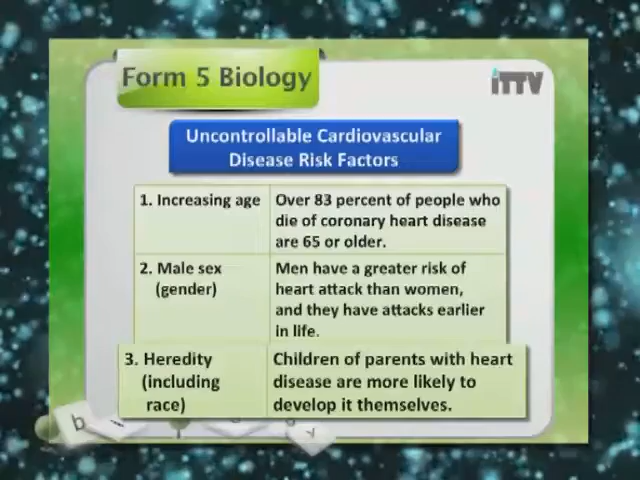 Form 5 Biology
iTTV
Uncontrollable Cardiovascular
Disease Risk Factors
1. Increasing age
Over 83 percent of people who
die of coronary heart disease
are 65 or older.
2. Male sex
(gender)
Men have a greater risk of
heart attack than women,
and they have attacks earlier
in life.
3. Heredity
(including
race)
Children of parents with heart
disease are more likely to
develop it themselves.
b
y